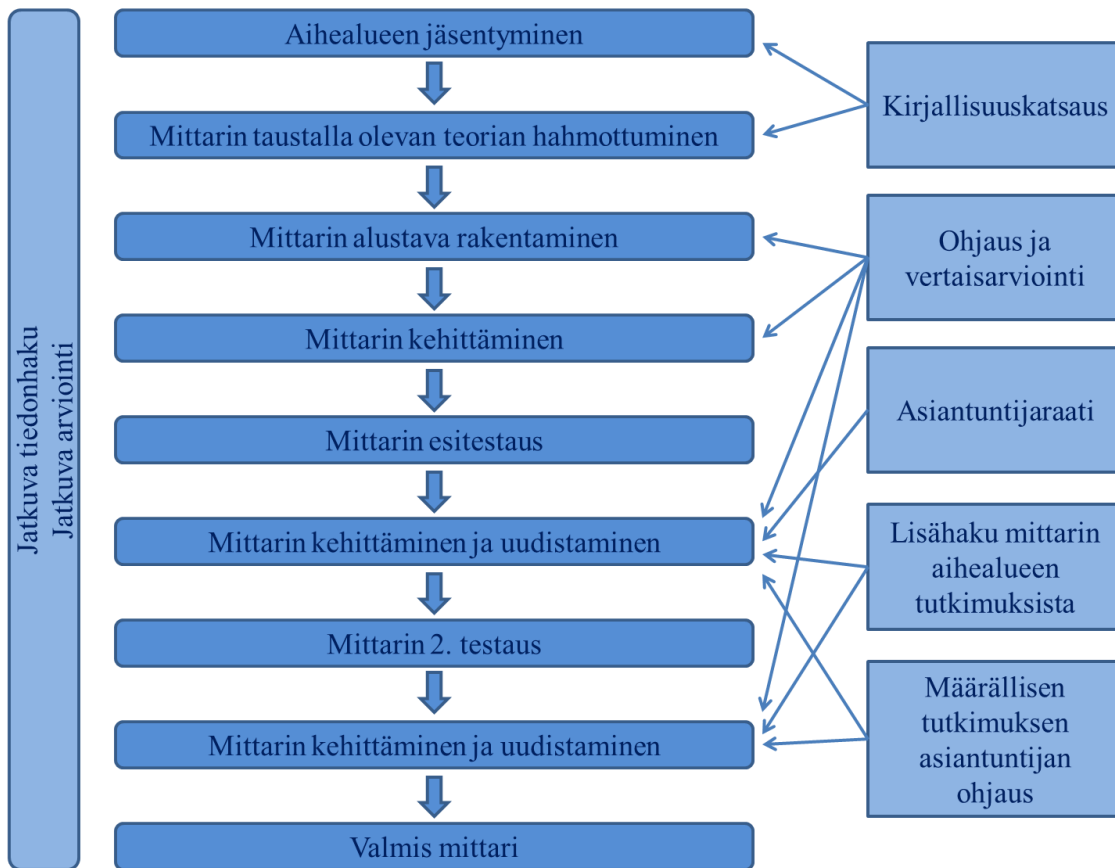 Jatkuva tiedonhaku
Jatkuva arviointi
Aihealueen jäsentyminen
Mittarin taustalla olevan teorian hahmottuminen
Mittarin alustava rakentaminen
Mittarin kehittäminen
Mittarin esitestaus
Mittarin kehittäminen ja uudistaminen
Mittarin 2. testaus
Mittarin kehittäminen ja uudistaminen
Valmis mittari
Kirjallisuuskatsaus
Ohjaus ja
vertaisarviointi
Asiantuntijaraati
Lisähaku mittarin
aihealueen
tutkimuksista
Määrällisen
tutkimuksen
asiantuntijan
ohjaus